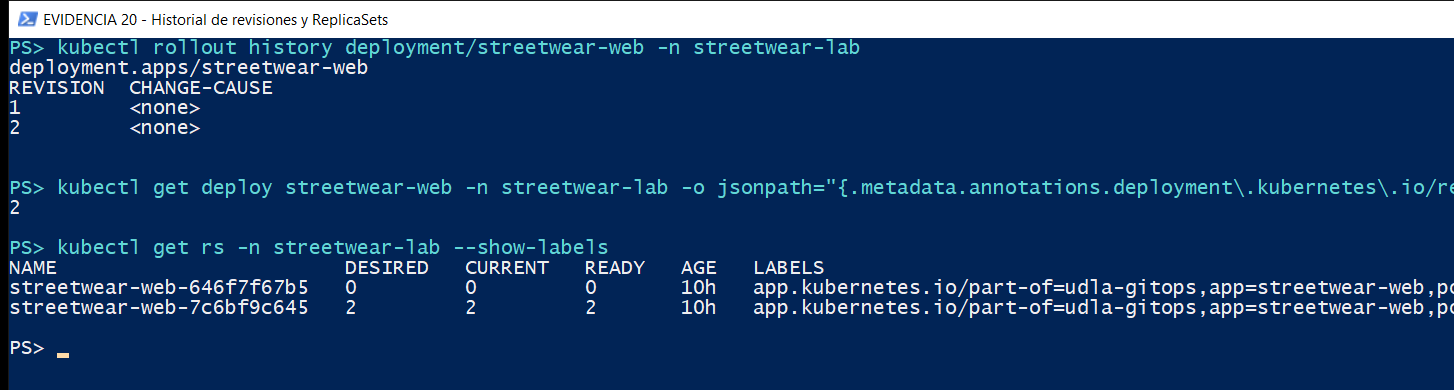 EVIDENCIA 20 - Historial de revisiones y ReplicaSets
PS> kubectl rollout history deployment/streetwear-web -n streetwear-lab
deployment.apps/streetwear-web
REVISION CHANGE-CAUSE
1 <none>
2 <none>
PS> kubectl get deploy streetwear-web -n streetwear-lab -o jsonpath="{.metadata.annotations.deployment\.kubernetes\.io/re
2
PS> kubectl get rs -n streetwear-lab --show-labels
NAME DESIRED CURRENT READY AGE LABELS
streetwear-web-646f7f67b5 0 0 0 10h app.kubernetes.io/part-of=udla-gitops,app=streetwear-web,po
streetwear-web-7c6bf9c645 2 2 2 10h app.kubernetes.io/part-of=udla-gitops,app=streetwear-web,po
PS>